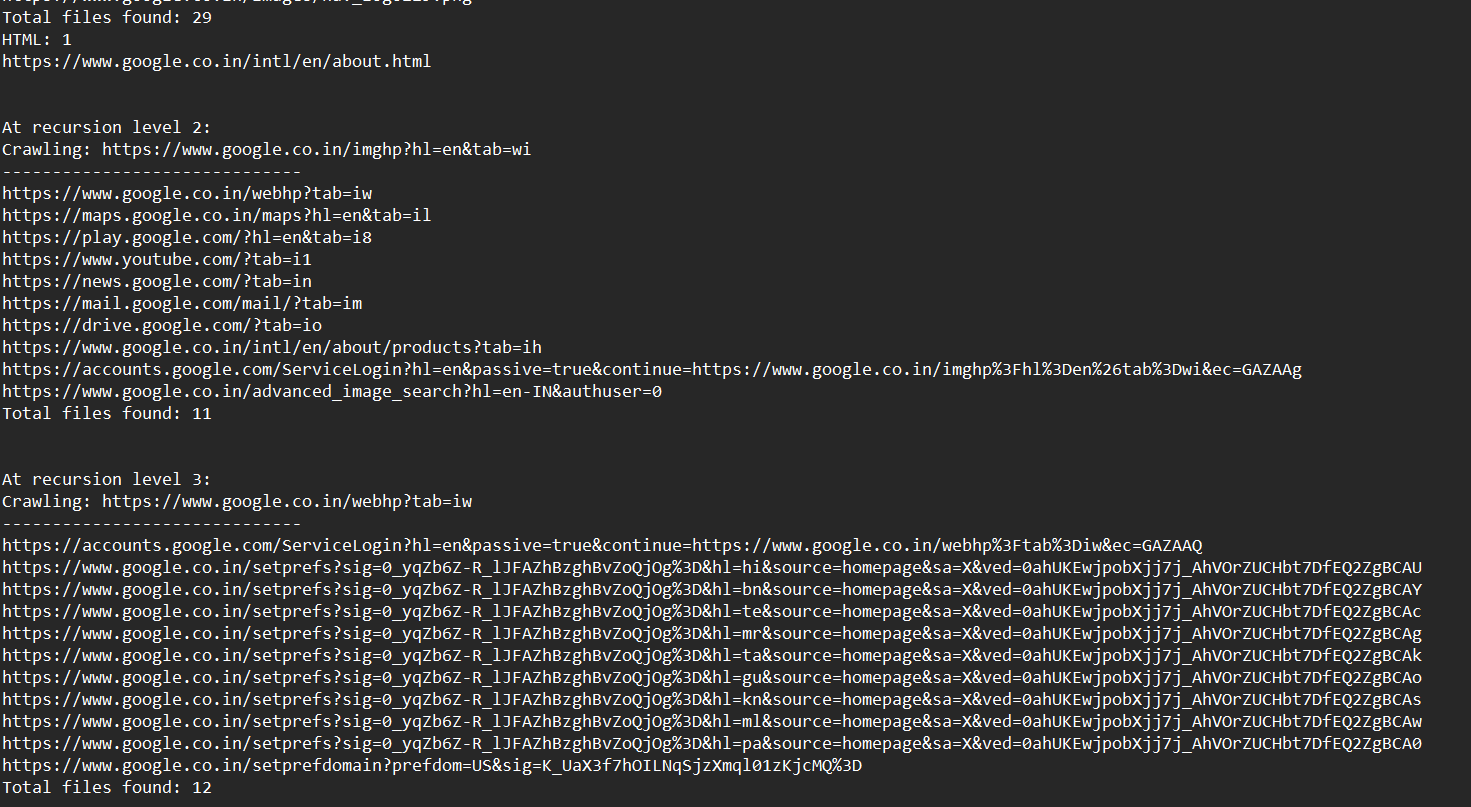 Total files found: 29
HTML: 1
https://www.google.co.in/intl/en/about.html
At recursion level 2:
Crawling: https://www.google.co.in/imghp?hl=en&tab=wi
------------------------------
https://www.google.co.in/webhp?tab=iw
https://maps.google.co.in/maps?hl=en&tab=il
https://play.google.com/?hl=en&tab=i8
https://www.youtube.com/?tab=i1
https://news.google.com/?tab=in
https://mail.google.com/mail/?tab=im
https://drive.google.com/?tab=io
https://www.google.co.in/intl/en/about/products?tab=ih
https://accounts.google.com/ServiceLogin?hl=en&passive=true&continue=https://www.google.co.in/imghp%3Fhl%3Den%26tab%3Dwi&ec=GAZAAg
https://www.google.co.in/advanced_image_search?hl=en-IN&authuser=0
Total files found: 11
At recursion level 3:
Crawling: https://www.google.co.in/webhp?tab=iw
------------------------------
https://accounts.google.com/ServiceLogin?hl=en&passive=true&continue=https://www.google.co.in/webhp%3Ftab%3Diw&ec=GAZAAQ
https://www.google.co.in/setprefs?sig=0_yqZb6Z-R_lJFAZhBzghBvZoQjOg%3D&hl=hi&source=homepage&sa=X&ved=0ahUKEwjpobXjj7j_AhVOrZUCHbt7DfEQ2ZgBCAU
https://www.google.co.in/setprefs?sig=0_yqZb6Z-R_lJFAZhBzghBvZoQjOg%3D&hl=bn&source=homepage&sa=X&ved=0ahUKEwjpobXjj7j_AhVOrZUCHbt7DfEQ2ZgBCAY
https://www.google.co.in/setprefs?sig=0_yqZb6Z-R_lJFAZhBzghBvZoQjOg%3D&hl=te&source=homepage&sa=X&ved=0ahUKEwjpobXjj7j_AhVOrZUCHbt7DfEQ2ZgBCAc
https://www.google.co.in/setprefs?sig=0_yqZb6Z-R_lJFAZhBzghBvZoQjOg%3D&hl=mr&source=homepage&sa=X&ved=0ahUKEwjpobXjj7j_AhVOrZUCHbt7DfEQ2ZgBCAg
https://www.google.co.in/setprefs?sig=0_yqZb6Z-R_lJFAZhBzghBvZoQjOg%3D&hl=ta&source=homepage&sa=X&ved=0ahUKEwjpobXjj7j_AhVOrZUCHbt7DfEQ2ZgBCAk
https://www.google.co.in/setprefs?sig=0_yqZb6Z-R_lJFAZhBzghBvZoQjOg%3D&hl=gu&source=homepage&sa=X&ved=0ahUKEwjpobXjj7j_AhVOrZUCHbt7DfEQ2ZgBCAo
https://www.google.co.in/setprefs?sig=0_yqZb6Z-R_lJFAZhBzghBvZoQjOg%3D&hl=kn&source=homepage&sa=X&ved=0ahUKEwjpobXjj7j_AhVOrZUCHbt7DfEQ2ZgBCAs
https://www.google.co.in/setprefs?sig=0_yqZb6Z-R_lJFAZhBzghBvZoQjOg%3D&hl=ml&source=homepage&sa=X&ved=0ahUKEwjpobXjj7j_AhVOrZUCHbt7DfEQ2ZgBCAw
https://www.google.co.in/setprefs?sig=0_yqZb6Z-R_lJFAZhBzghBvZoQjOg%3D&hl=pa&source=homepage&sa=X&ved=0ahUKEwjpobXjj7j_AhVOrZUCHbt7DfEQ2ZgBCA0
https://www.google.co.in/setprefdomain?prefdom=US&sig=K_UaX3f7hOILNqSjzXmql01zKjcMQ%3D
Total files found: 12